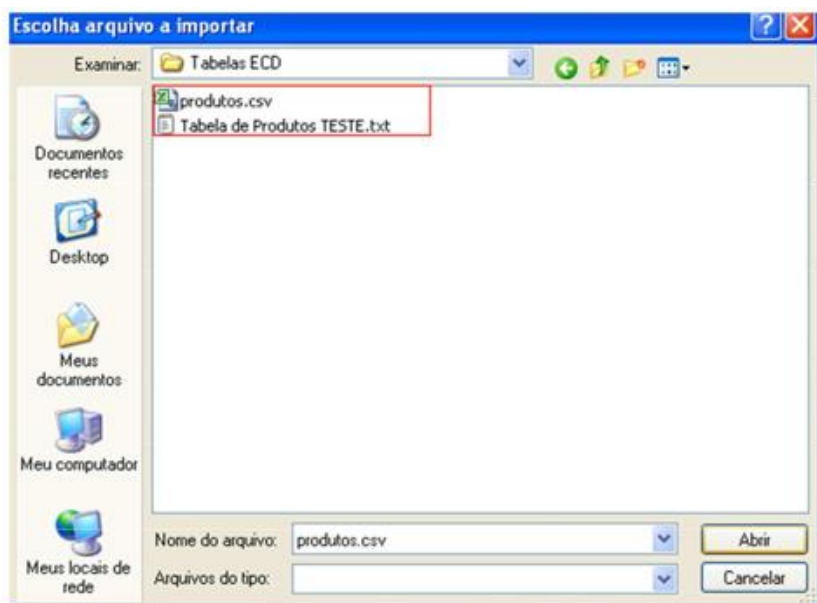 Escolha arquivo a importar
Examinar: Tabelas ECD
produtos.csv
Tabela de Produtos TESTE.txt
Documentos
recentes
Desktop
Meus
documentos
Meu computador
Meus locais de
rede
Nome do arquivo: produtos.csv Abrir
Arquivos do tipo: Cancelar